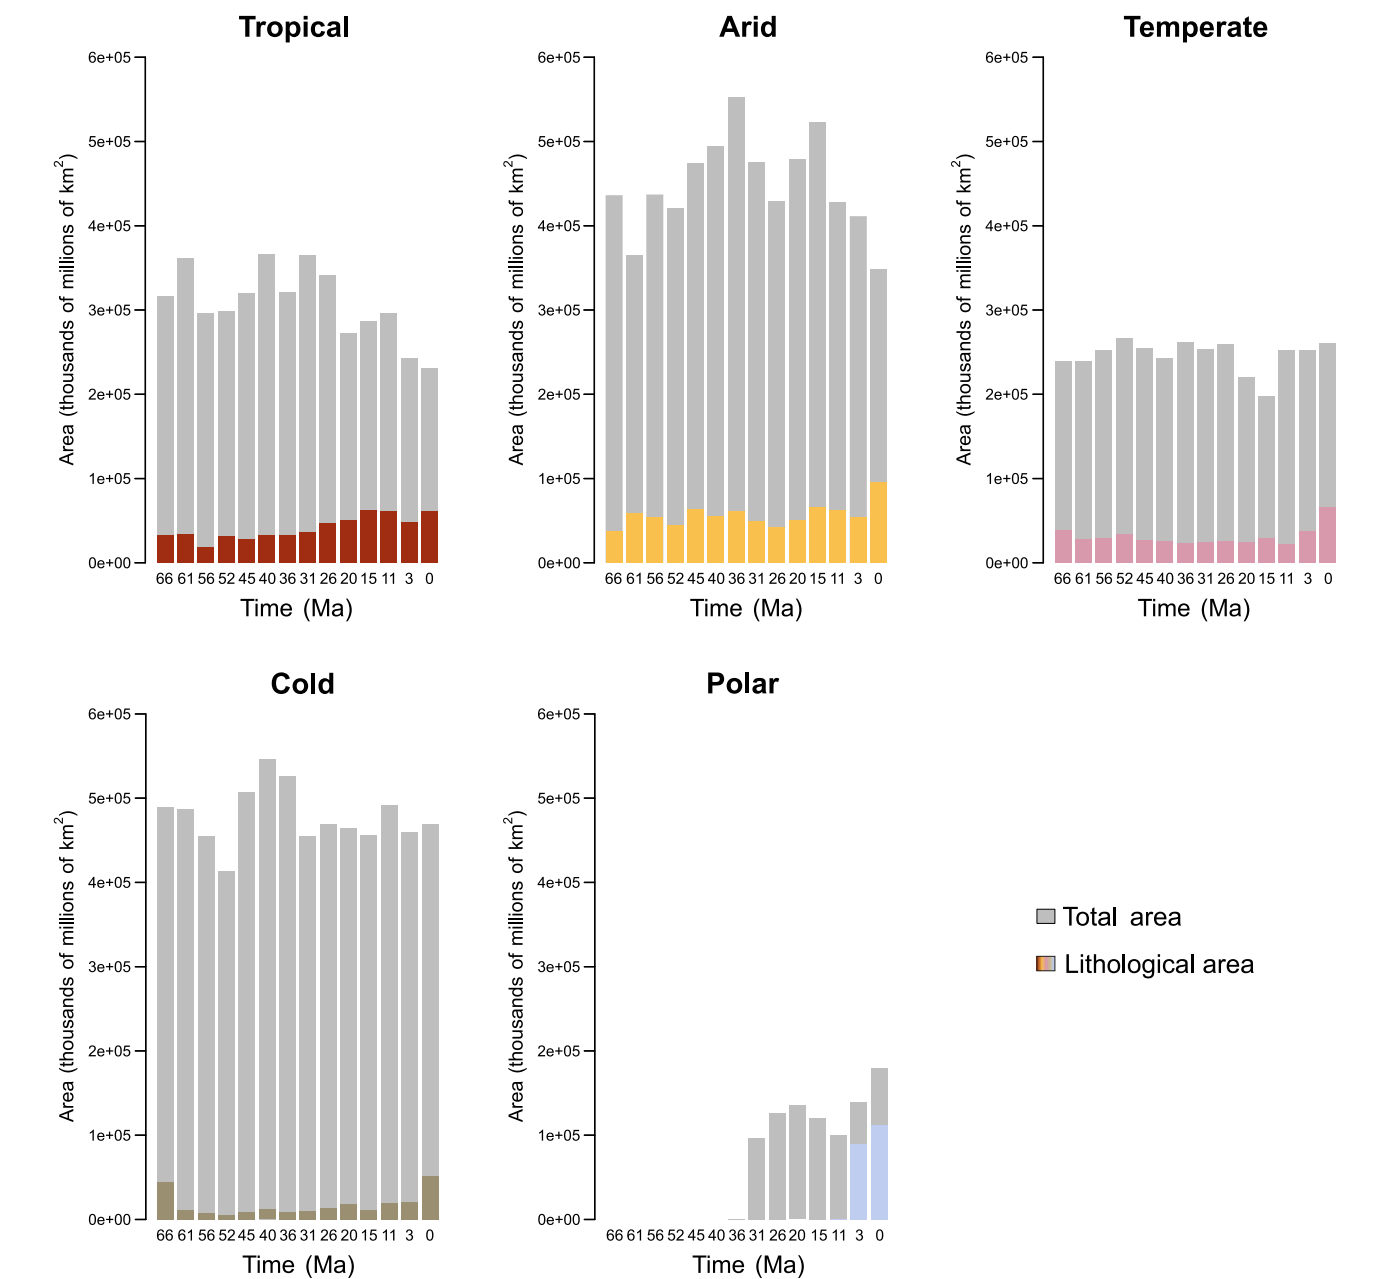 Tropical
Arid
Temperate
6e+05
5e+05
4e+05
3e+05
2e+05
1e+05
0e+00
Area (thousands of millions of km²)
66 61 56 52 45 40 36 31 26 20 15 11 3 0
Time (Ma)
6e+05
5e+05
4e+05
3e+05
2e+05
1e+05
0e+00
Area (thousands of millions of km²)
66 61 56 52 45 40 36 31 26 20 15 11 3 0
Time (Ma)
6e+05
5e+05
4e+05
3e+05
2e+05
1e+05
0e+00
Area (thousands of millions of km²)
66 61 56 52 45 40 36 31 26 20 15 11 3 0
Time (Ma)
Cold
Polar
6e+05
5e+05
4e+05
3e+05
2e+05
1e+05
0e+00
Area (thousands of millions of km²)
66 61 56 52 45 40 36 31 26 20 15 11 3 0
Time (Ma)
6e+05
5e+05
4e+05
3e+05
2e+05
1e+05
0e+00
Area (thousands of millions of km²)
66 61 56 52 45 40 36 31 26 20 15 11 3 0
Time (Ma)
Total area
Lithological area